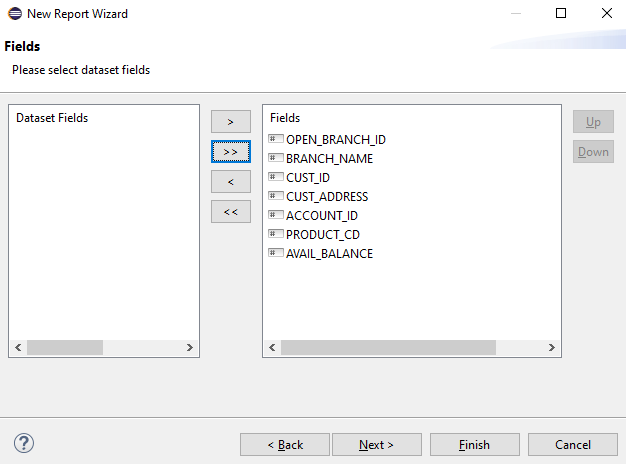 New Report Wizard
Fields
Please select dataset fields
Dataset Fields
>
>>
<
<<
Fields
# OPEN_BRANCH_ID
# BRANCH_NAME
# CUST_ID
# CUST_ADDRESS
# ACCOUNT_ID
# PRODUCT_CD
# AVAIL_BALANCE
Up
Down
?
< Back
Next >
Finish
Cancel